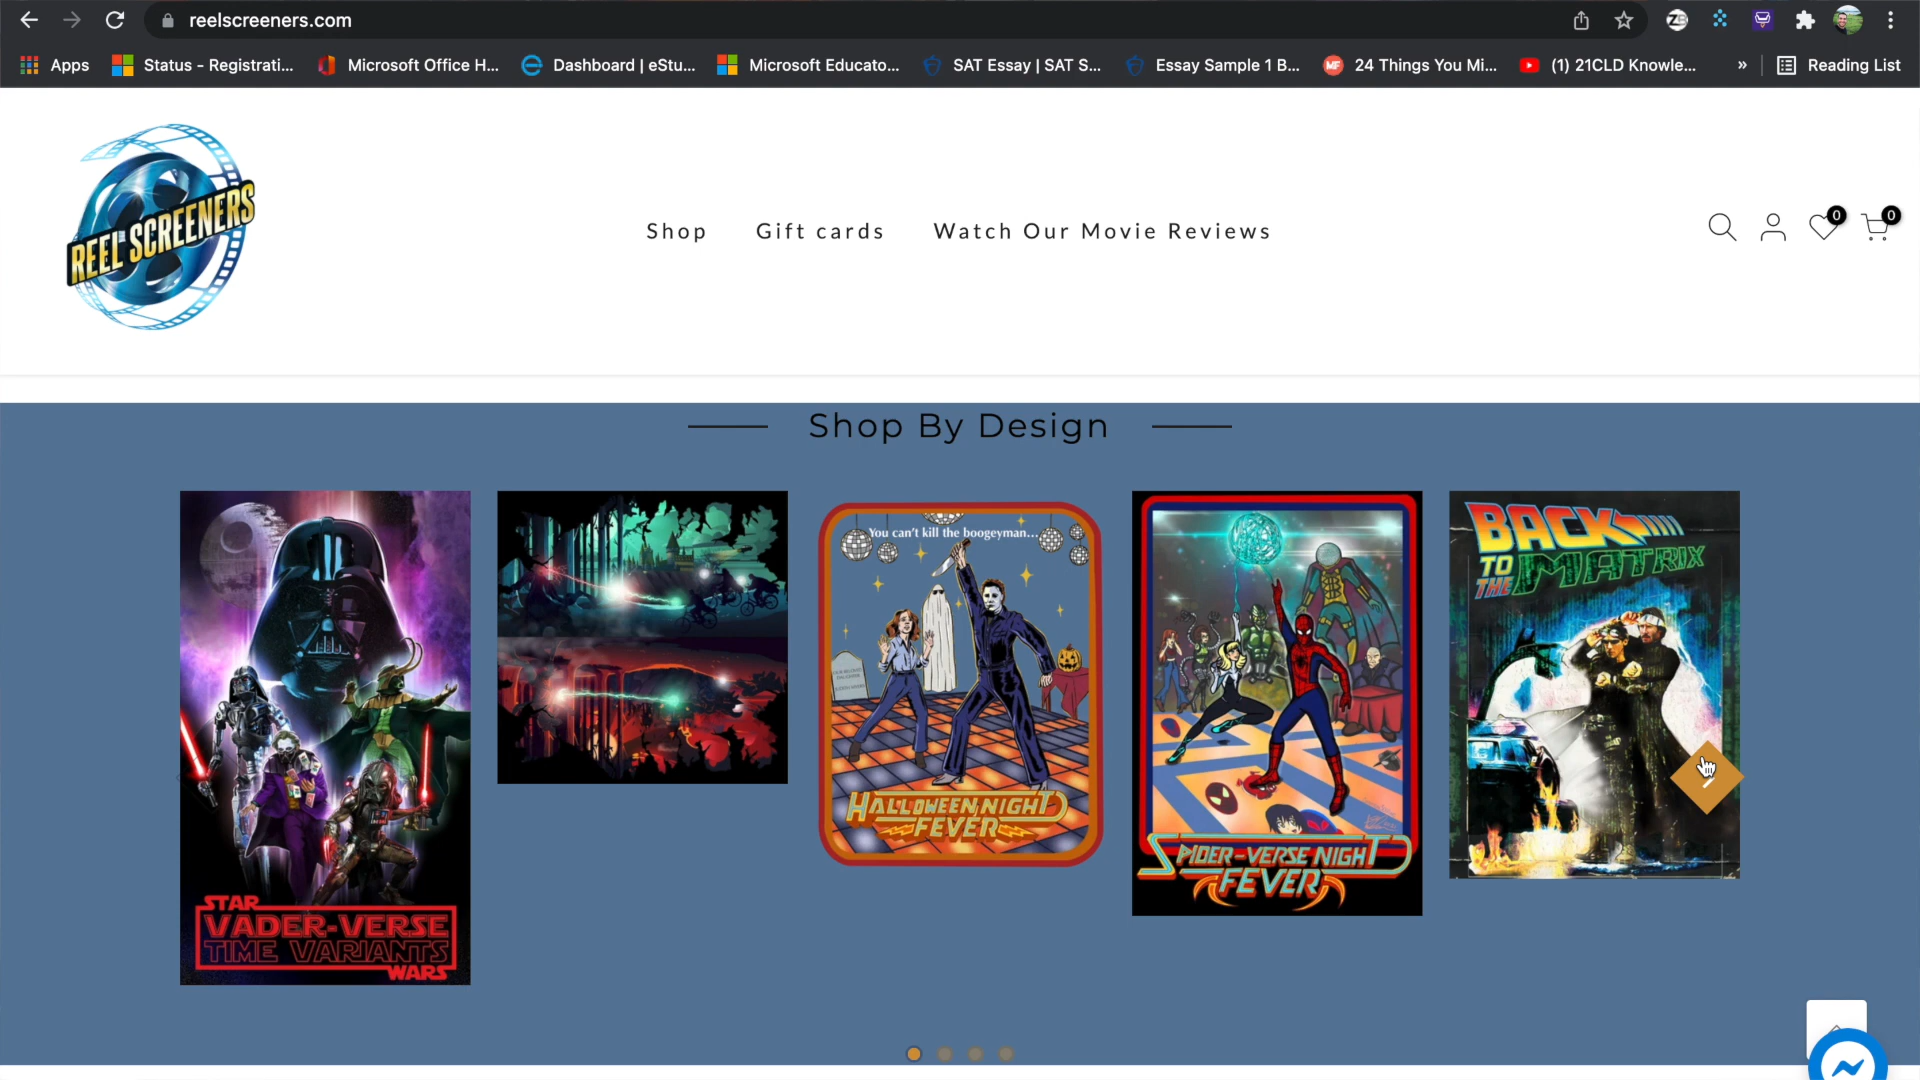 reelscreeners.com
Apps
Status - Registrati...
Microsoft Office H...
Dashboard | eStu...
Microsoft Educato...
SAT Essay | SAT S...
Essay Sample 1 B...
24 Things You Mi...
(1) 21CLD Knowle...
»
Reading List
REEL SCREENERS
Shop
Gift cards
Watch Our Movie Reviews
0
0
Shop By Design
STAR
VADER-VERSE
TIME VARIANTS
WARS
You can't kill the boogeyman...
HALLOWEEN NIGHT
FEVER
SPIDER-VERSE NIGHT
FEVER
BACK
TO
THE MATRIX